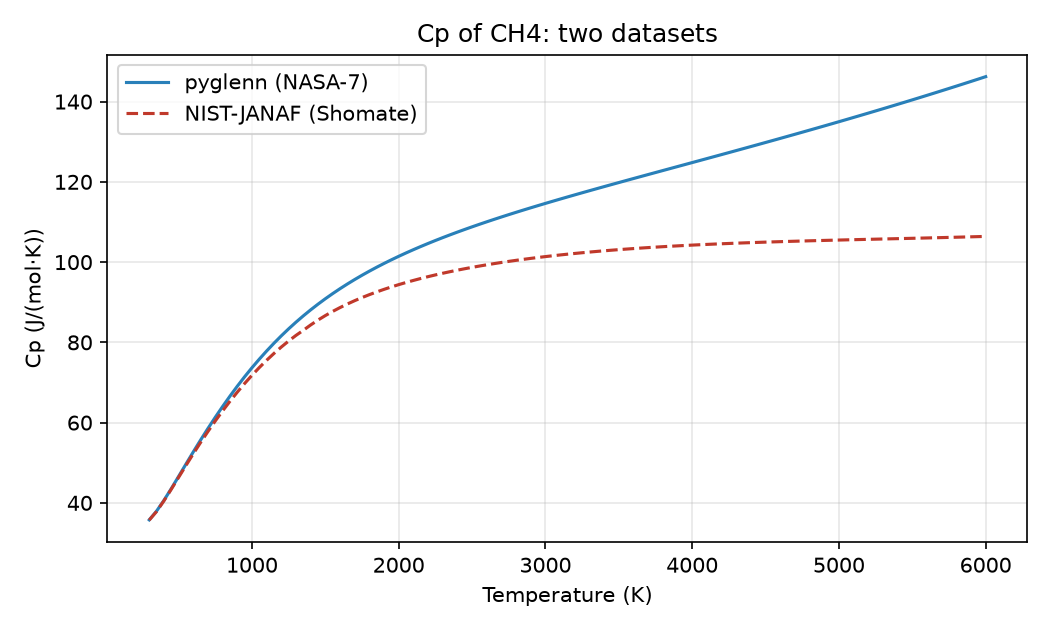 Cp of CH4: two datasets
pyglenn (NASA-7)
NIST-JANAF (Shomate)
Cp (J/(mol·K))
140
120
100
80
60
40
1000 2000 3000 4000 5000 6000
Temperature (K)